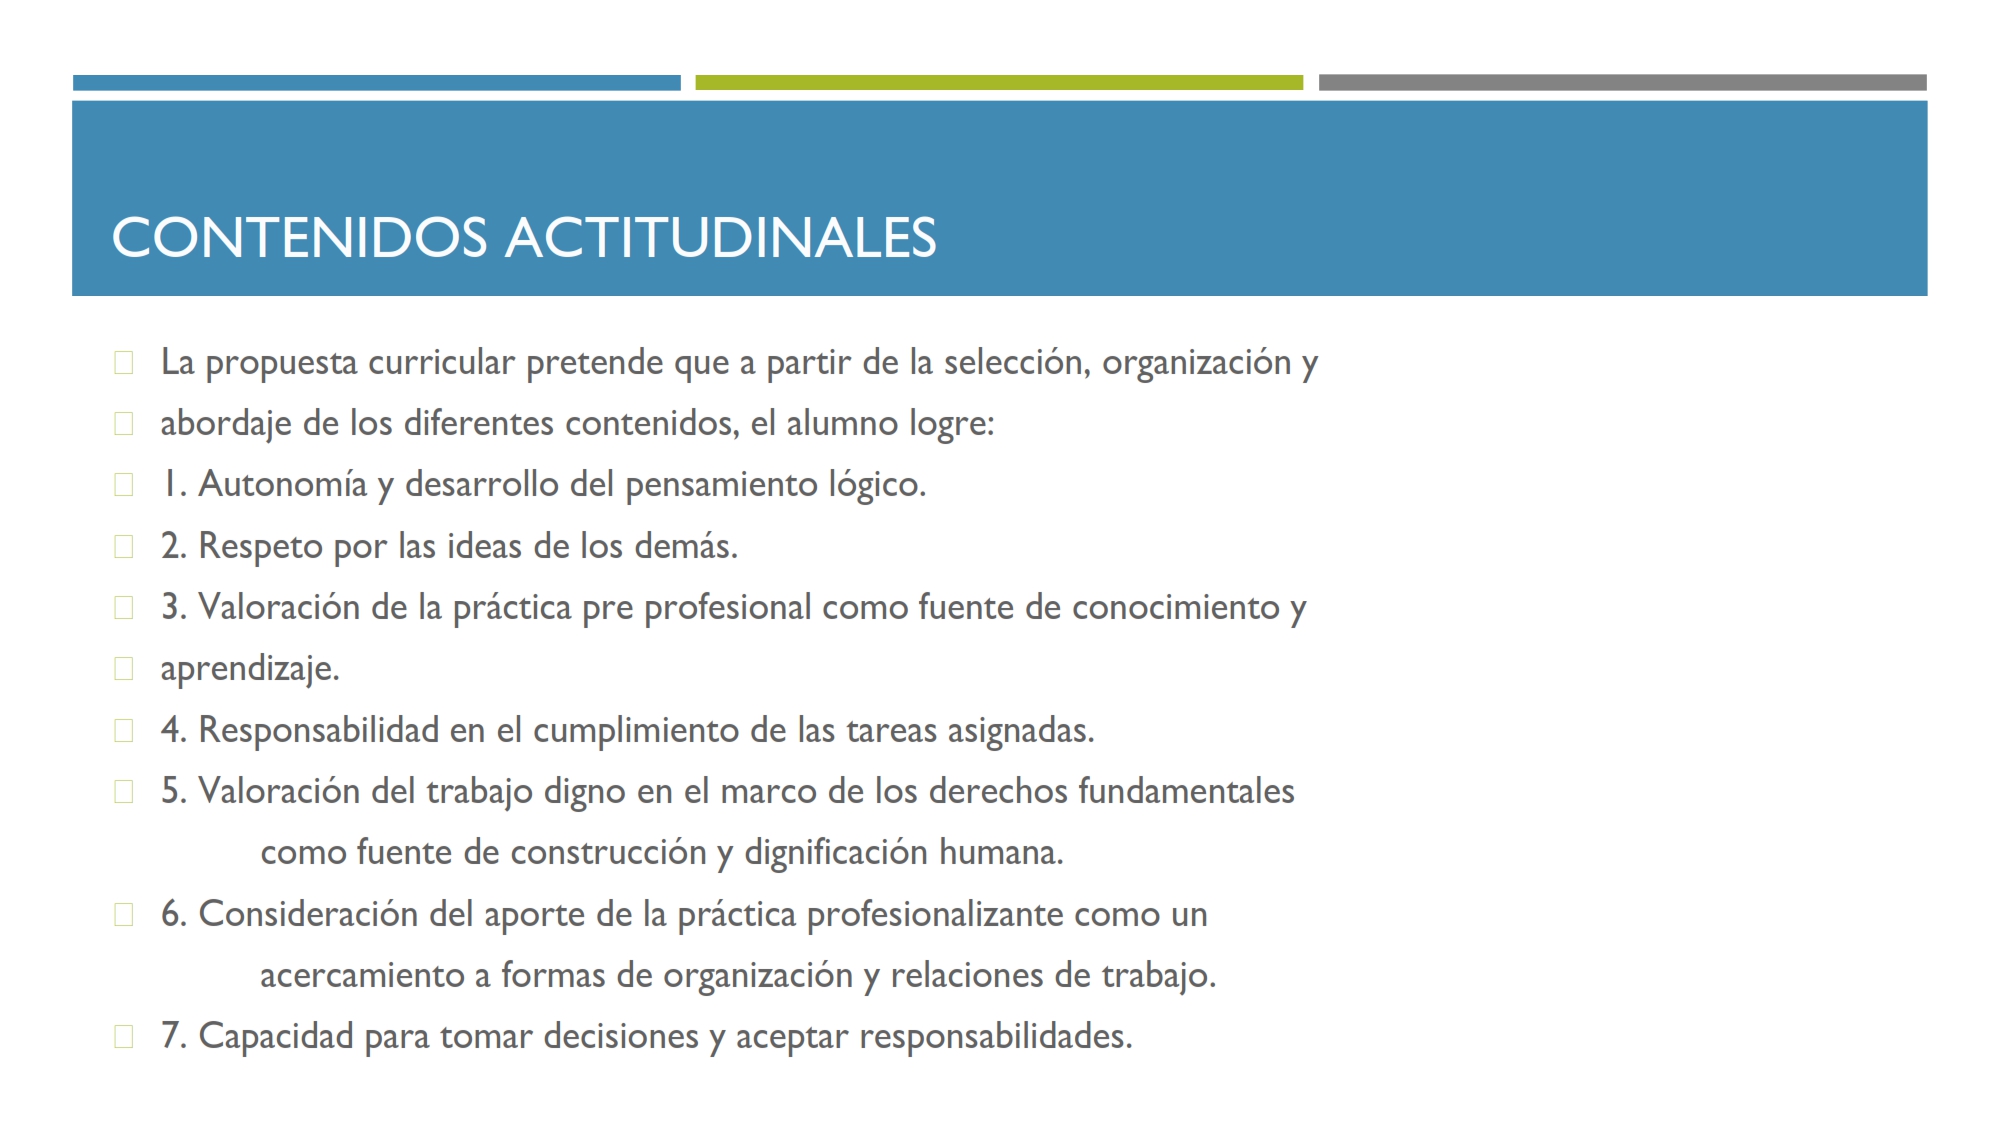 CONTENIDOS ACTITUDINALES
La propuesta curricular pretende que a partir de la selección, organización y
abordaje de los diferentes contenidos, el alumno logre:
1. Autonomía y desarrollo del pensamiento lógico.
2. Respeto por las ideas de los demás.
3. Valoración de la práctica pre profesional como fuente de conocimiento y
aprendizaje.
4. Responsabilidad en el cumplimiento de las tareas asignadas.
5. Valoración del trabajo digno en el marco de los derechos fundamentales
como fuente de construcción y dignificación humana.
6. Consideración del aporte de la práctica profesionalizante como un
acercamiento a formas de organización y relaciones de trabajo.
7. Capacidad para tomar decisiones y aceptar responsabilidades.